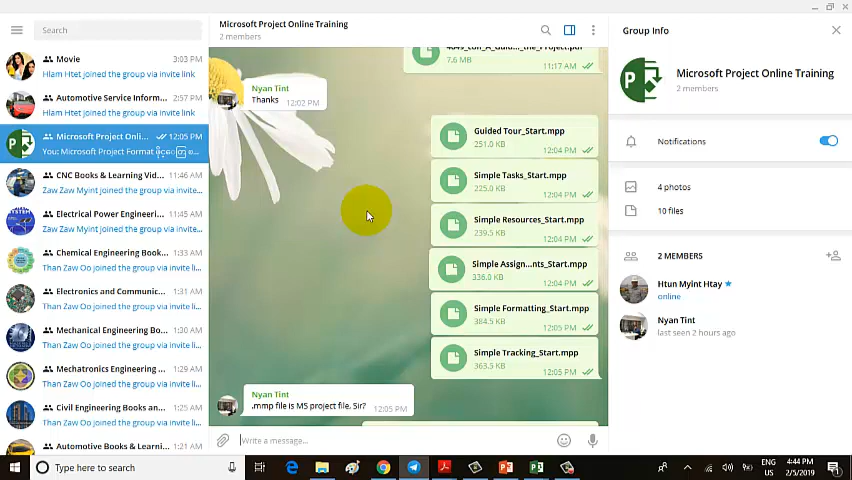 Search
Movie
3:03 PM
Hlam Htet joined the group via invite link
Automotive Service Inform...
2:57 PM
Hlam Htet joined the group via invite link
Microsoft Project Onli...
12:05 PM
You: Microsoft Project Format
CNC Books & Learning Vid...
11:46 AM
Zaw Zaw Myint joined the group via invite...
Electrical Power Engineeri...
11:45 AM
Zaw Zaw Myint joined the group via invite...
Chemical Engineering Book...
1:33 AM
Than Zaw Oo joined the group via invite li...
Electronics and Communic...
1:31 AM
Than Zaw Oo joined the group via invite li...
Mechanical Engineering Bo...
1:30 AM
Than Zaw Oo joined the group via invite li...
Mechatronics Engineering ...
1:29 AM
Than Zaw Oo joined the group via invite li...
Civil Engineering Books an...
1:25 AM
Than Zaw Oo joined the group via invite li...
Automotive Books & Learni...
1:21 AM
Microsoft Project Online Training
2 members
7.6 MB
11:17 AM
Nyan Tint
Thanks
12:02 PM
Guided Tour_Start.mpp
251.0 KB
12:04 PM
Simple Tasks_Start.mpp
225.0 KB
12:04 PM
Simple Resources_Start.mpp
239.5 KB
12:04 PM
Simple Assign...nts_Start.mpp
336.0 KB
12:04 PM
Simple Formatting_Start.mpp
384.5 KB
12:05 PM
Simple Tracking_Start.mpp
363.5 KB
12:05 PM
Nyan Tint
.mmp file is MS project file, Sir?
12:05 PM
Write a message...
Group Info
Microsoft Project Online Training
2 members
Notifications
4 photos
10 files
2 MEMBERS
Htun Myint Htay
online
Nyan Tint
last seen 2 hours ago
Type here to search
ENG
US
4:44 PM
2/5/2019